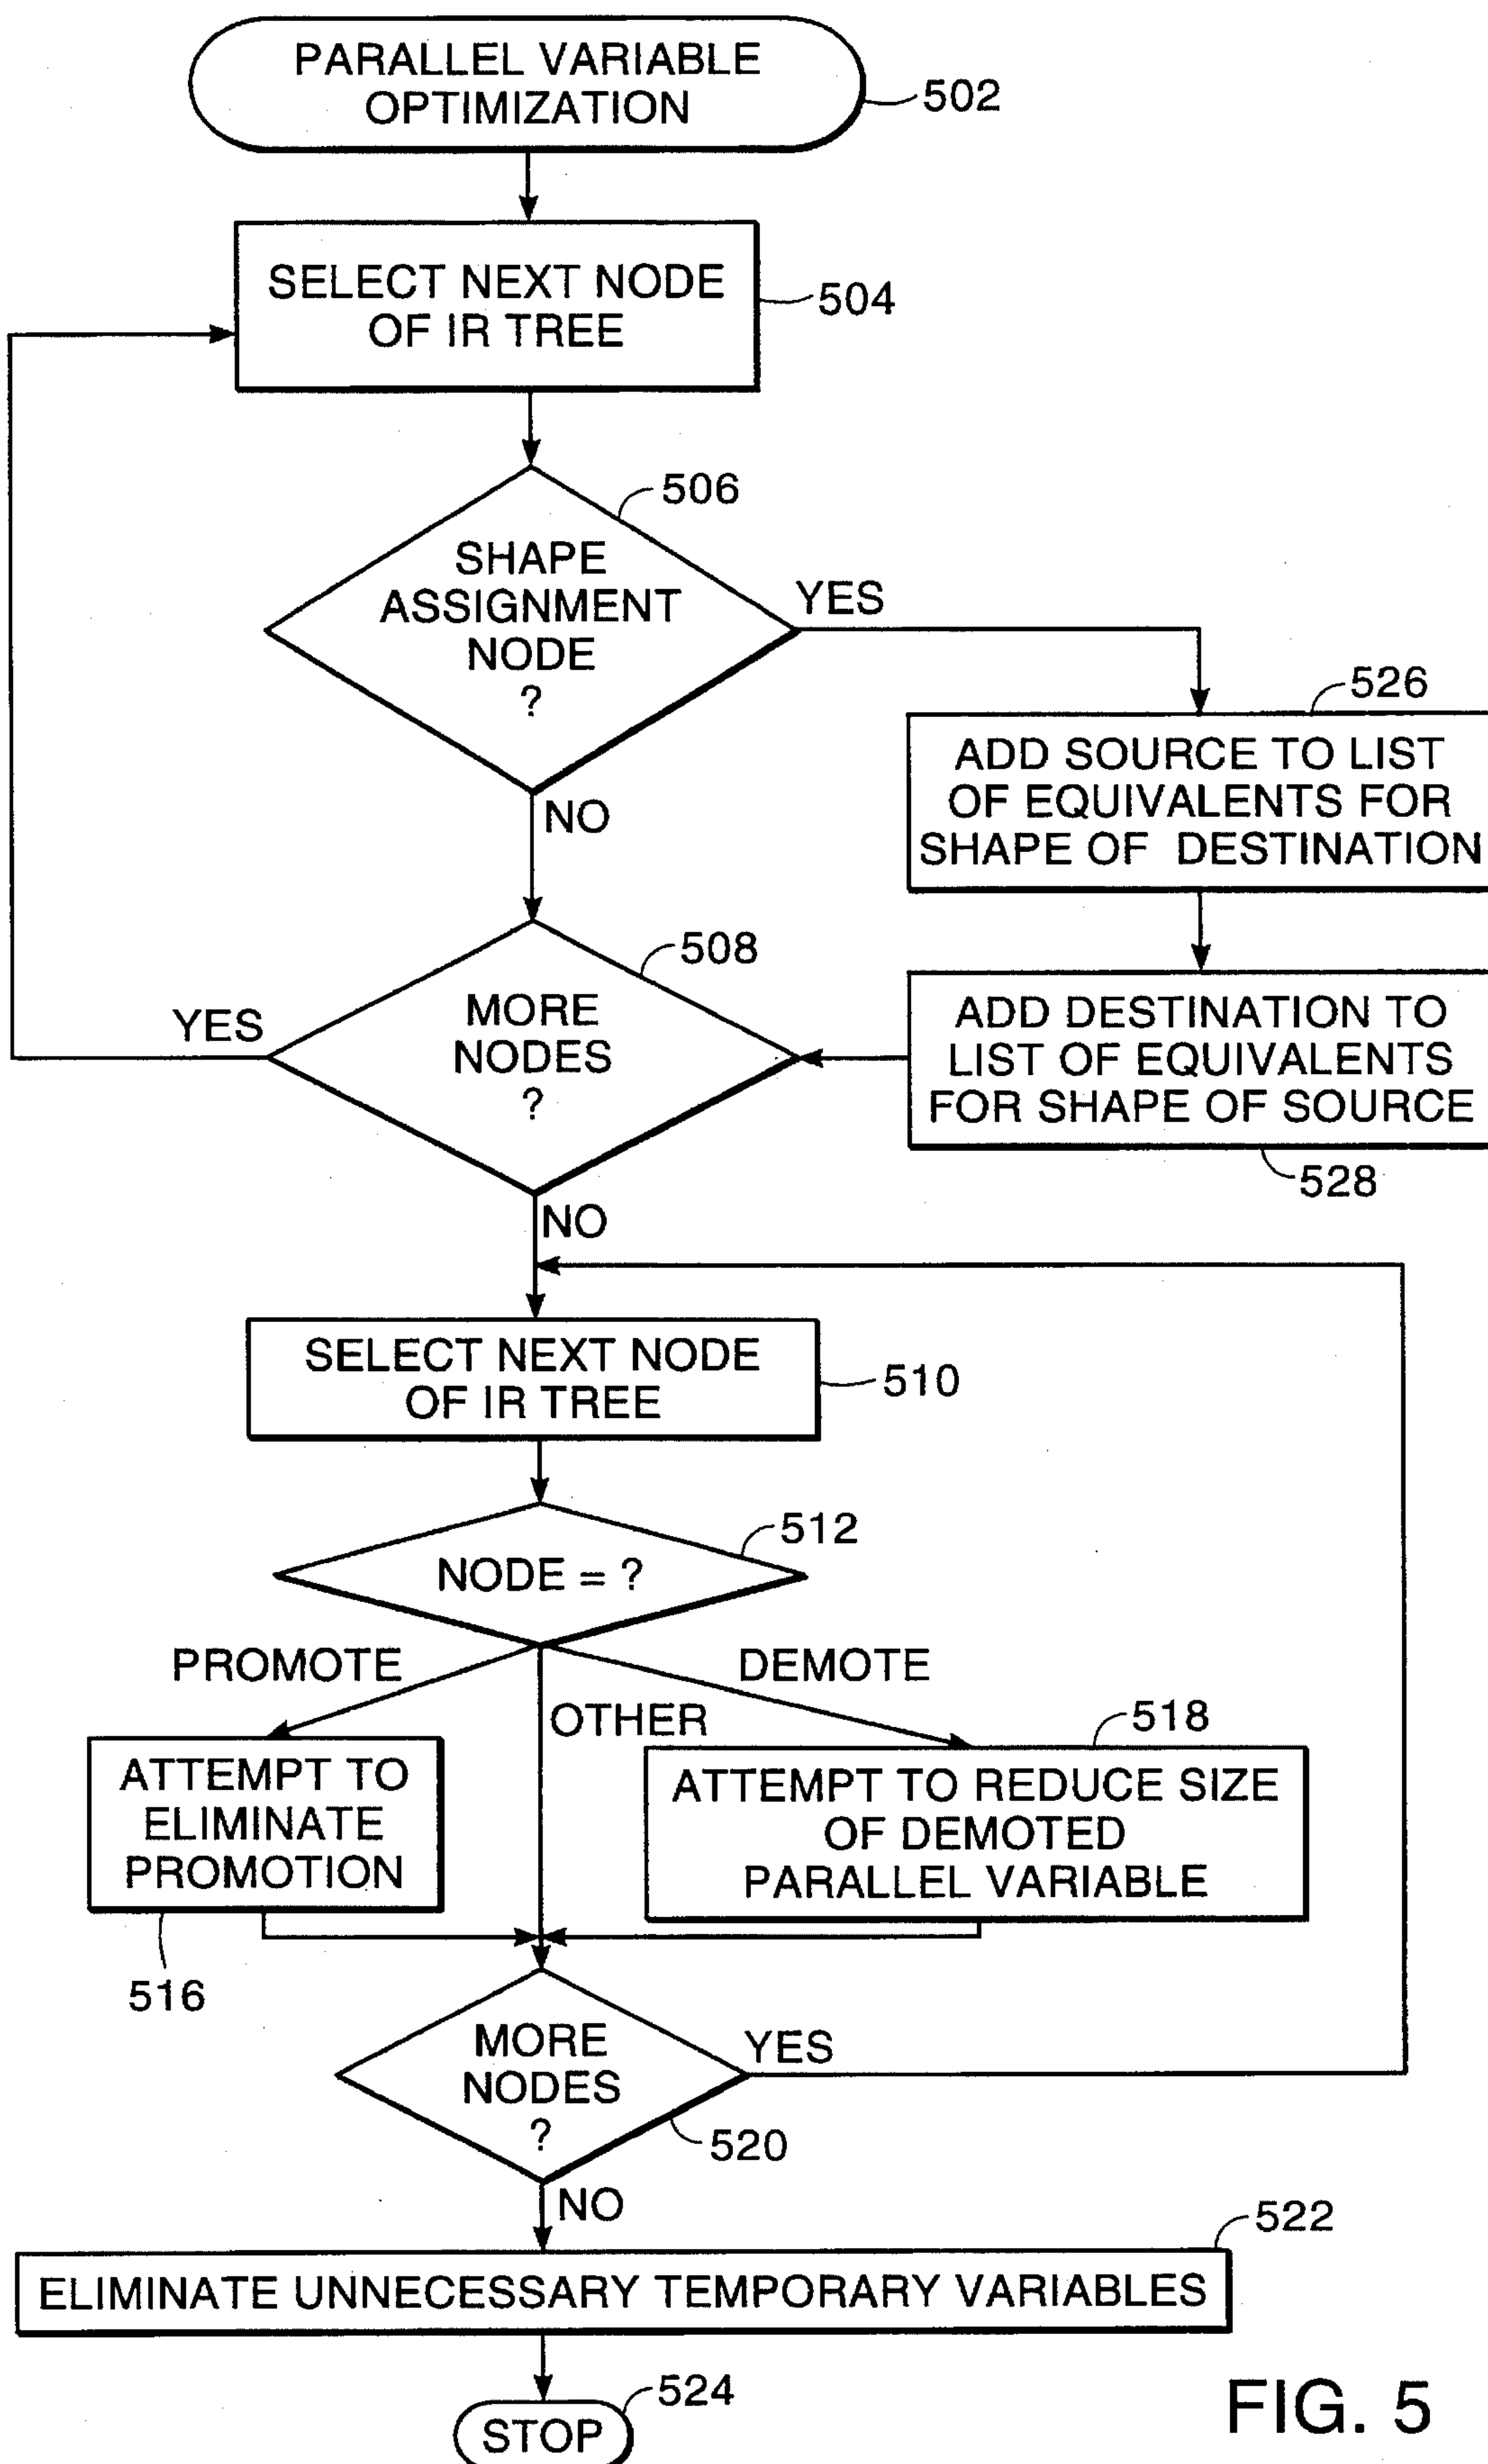 PARALLEL VARIABLE
OPTIMIZATION
502
SELECT NEXT NODE
OF IR TREE
504
506
SHAPE
ASSIGNMENT
NODE
?
YES
NO
526
ADD SOURCE TO LIST
OF EQUIVALENTS FOR
SHAPE OF DESTINATION
508
MORE
NODES
?
YES
NO
ADD DESTINATION TO
LIST OF EQUIVALENTS
FOR SHAPE OF SOURCE
528
SELECT NEXT NODE
OF IR TREE
510
512
NODE = ?
PROMOTE
OTHER
DEMOTE
ATTEMPT TO
ELIMINATE
PROMOTION
516
518
ATTEMPT TO REDUCE SIZE
OF DEMOTED
PARALLEL VARIABLE
MORE
NODES
?
YES
520
NO
522
ELIMINATE UNNECESSARY TEMPORARY VARIABLES
524
STOP
FIG. 5